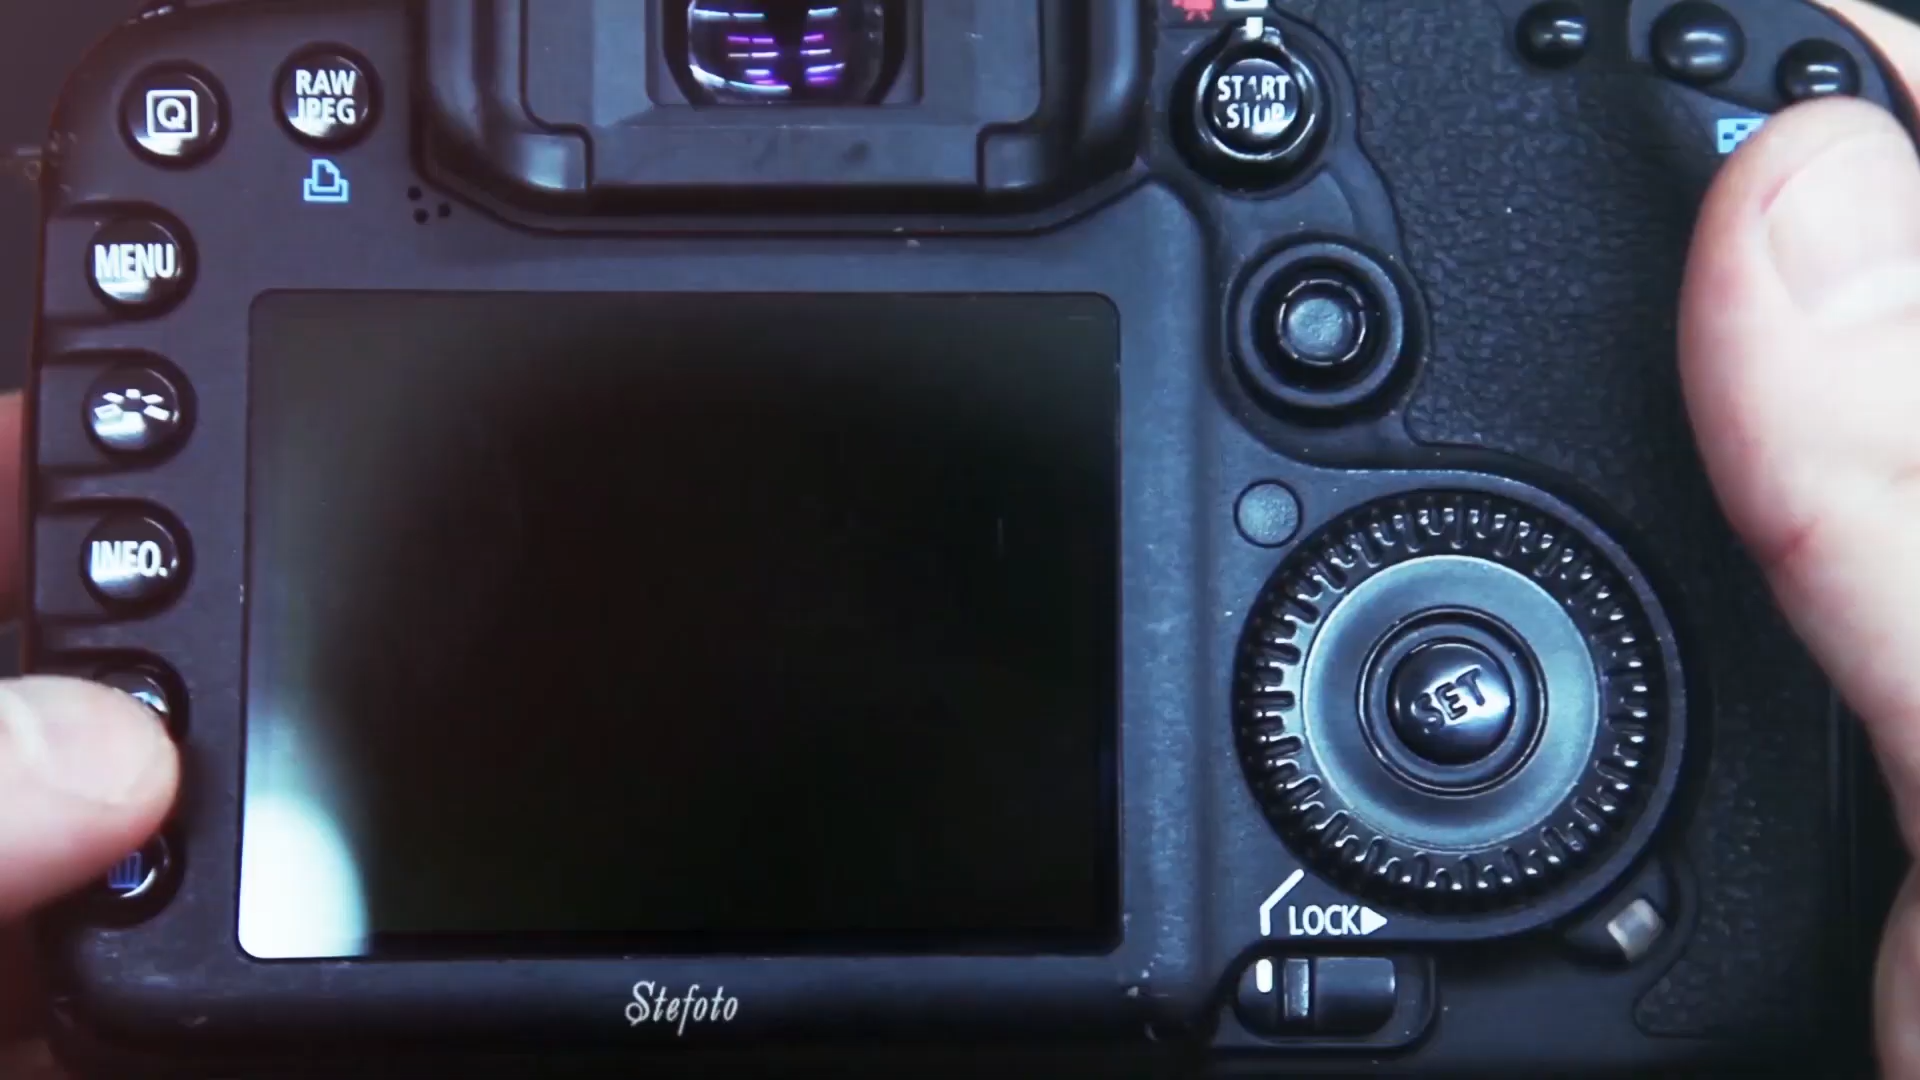 Q
RAW
JPEG
START
STOP
MENU
INFO.
SET
LOCK
Stefoto